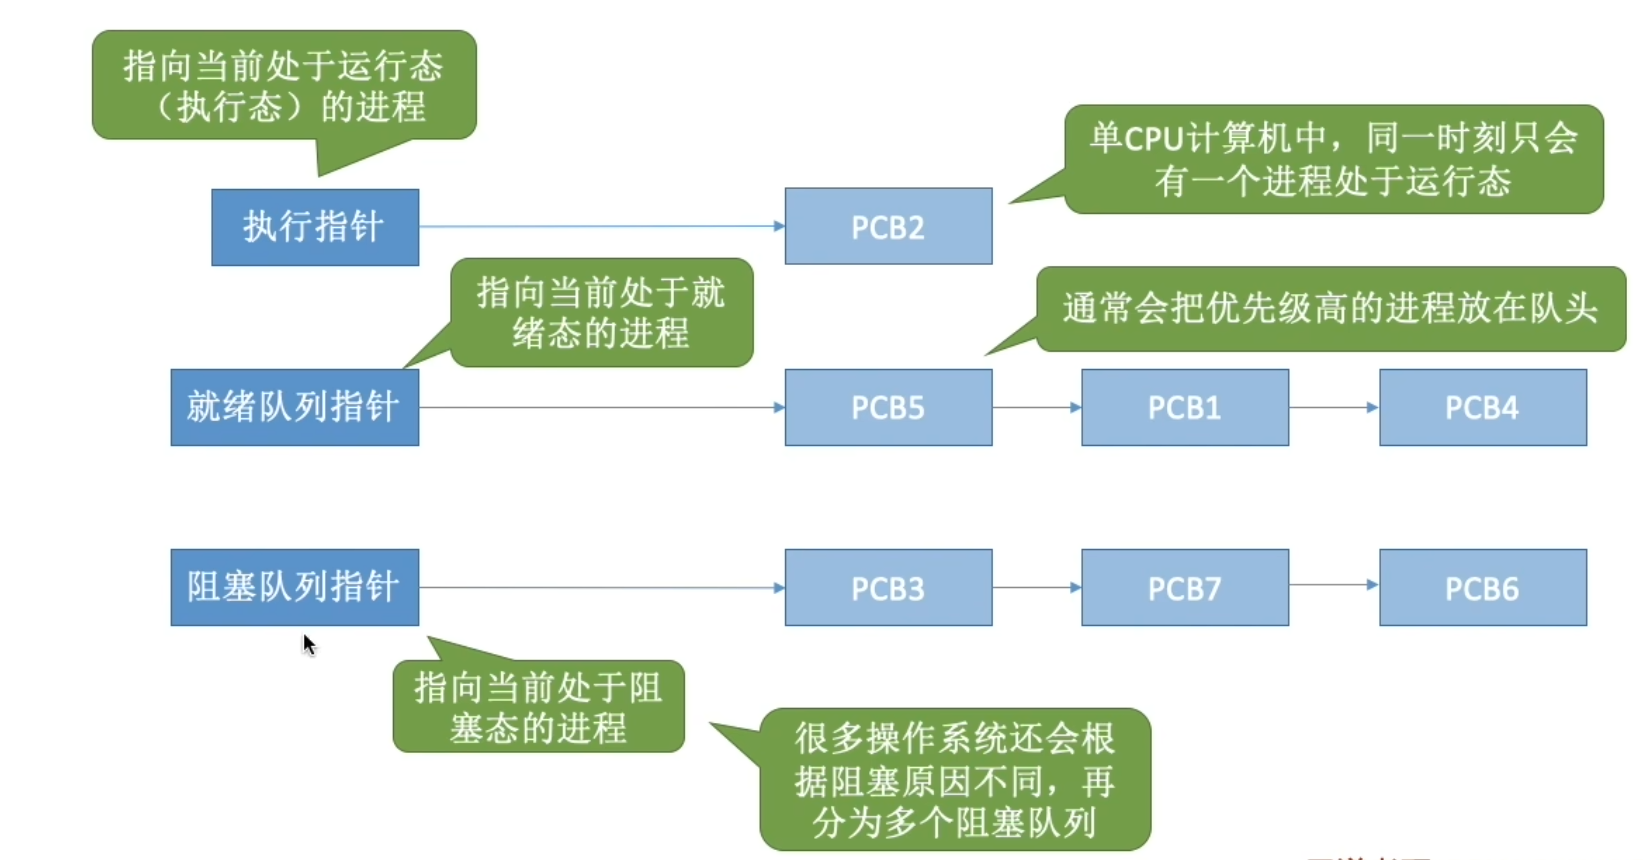 指向当前处于运行态
（执行态）的进程
单CPU计算机中，同一时刻只会
有一个进程处于运行态
执行指针
PCB2
指向当前处于就
绪态的进程
通常会把优先级高的进程放在队头
就绪队列指针
PCB5
PCB1
PCB4
阻塞队列指针
PCB3
PCB7
PCB6
指向当前处于阻
塞态的进程
很多操作系统还会根
据阻塞原因不同，再
分为多个阻塞队列